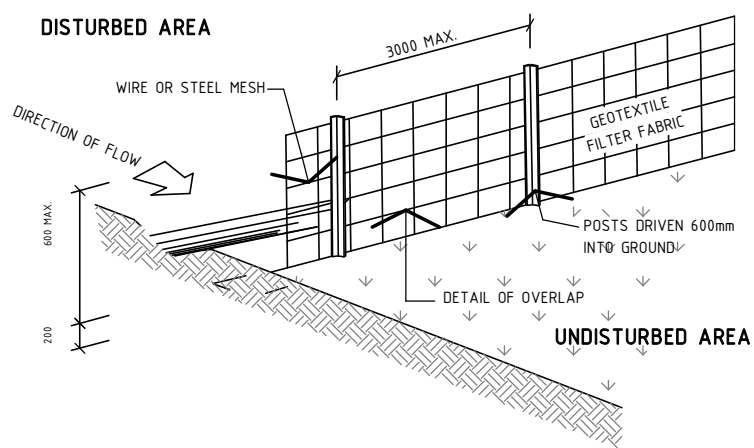 DISTURBED AREA
3000 MAX.
WIRE OR STEEL MESH
GEOTEXTILE
FILTER FABRIC
DIRECTION OF FLOW
600 MAX.
POSTS DRIVEN 600mm
INTO GROUND
DETAIL OF OVERLAP
200
UNDISTURBED AREA